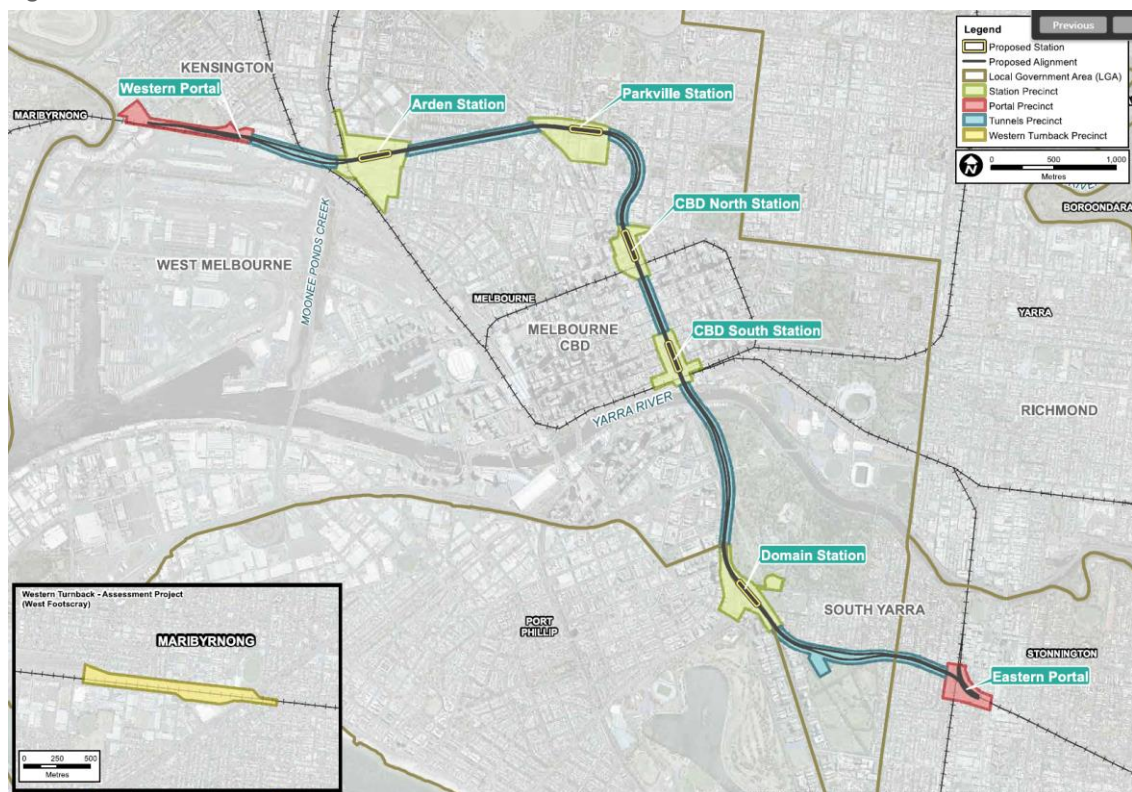 Previous
Legend
Proposed Station
Proposed Alignment
Local Government Area (LGA)
Station Precinct
Portal Precinct
Tunnels Precinct
Western Turnback Precinct
N
0 500 1,000
Metres
KENSINGTON
Western Portal
MARIBYRNONG
Arden Station
Parkville Station
RIVER
BOROONDARA
CBD North Station
WEST MELBOURNE
MOONEE PONDS CREEK
MELBOURNE
YARRA
MELBOURNE
CBD
CBD South Station
YARRA RIVER
RICHMOND
Domain Station
SOUTH YARRA
PORT
PHILLIP
STONNINGTON
Eastern Portal
Western Turnback - Assessment Project
(West Footscray)
MARIBYRNONG
0 250 500
Metres